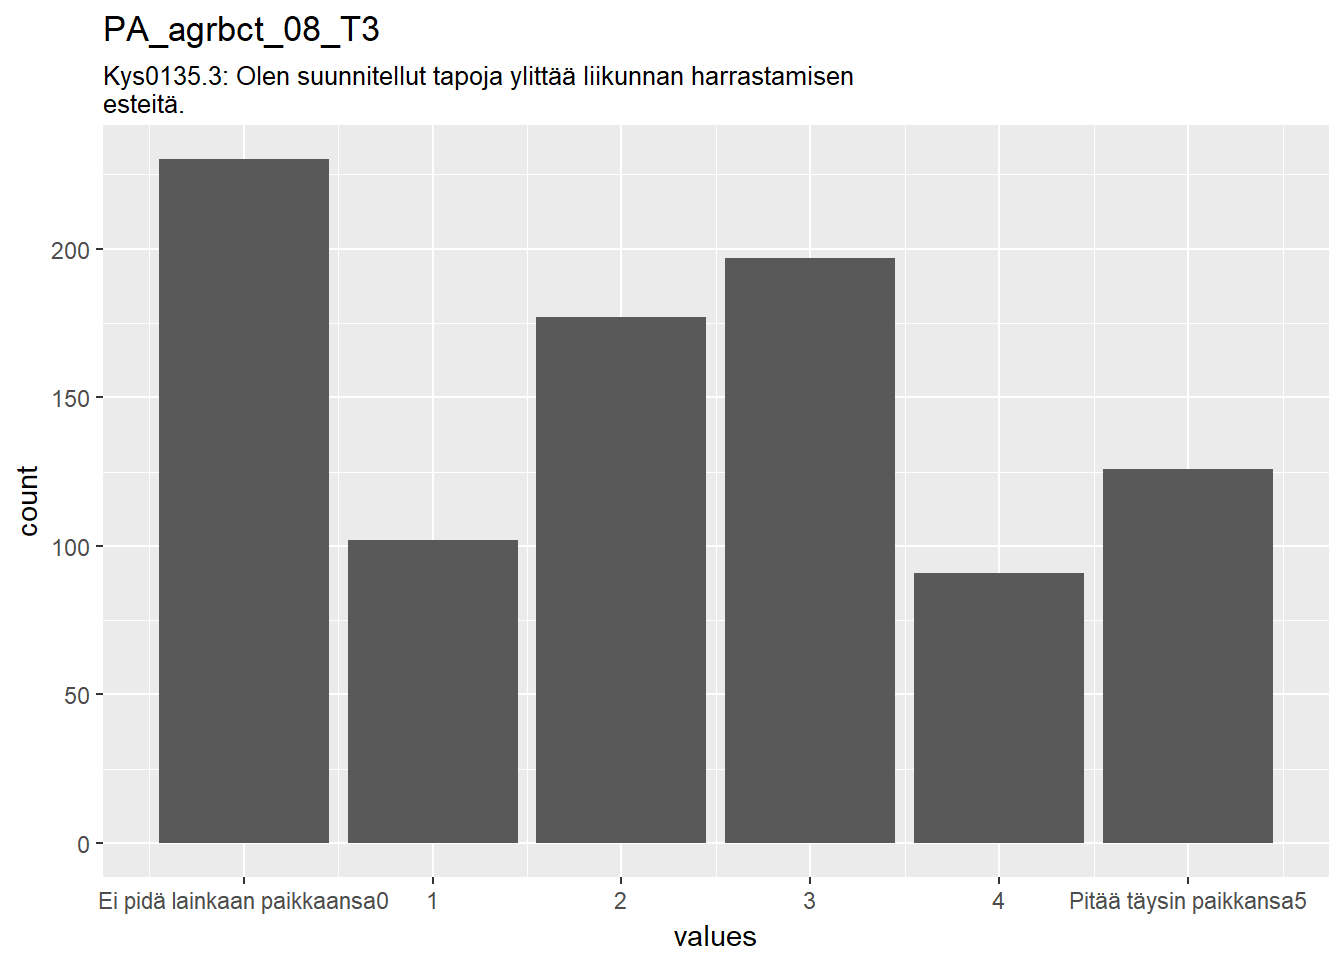 PA_agrbct_08_T3
Kys0135.3: Olen suunnitellut tapoja ylittää liikunnan harrastamisen
esteitä.
200
150
100
50
0
count
Ei pidä lainkaan paikkaansa0 1 2 3 4 Pitää täysin paikkansa5
values